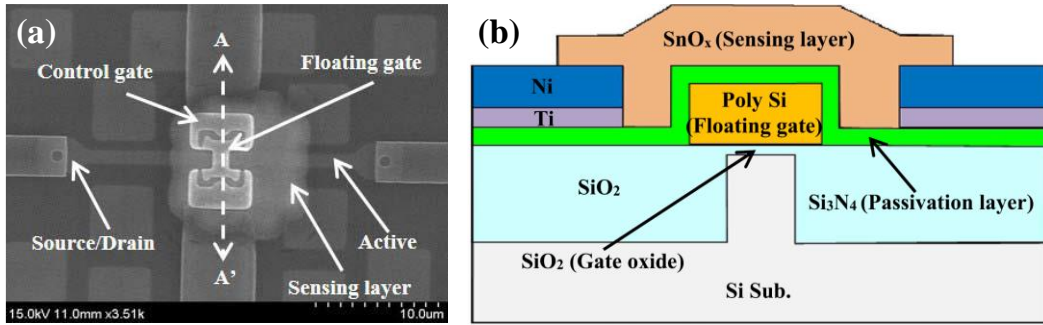 (a)
A
Floating gate
Control gate
Source/Drain
Active
A'
Sensing layer
15.0kV 11.0mm x3.51k
10.0um
(b)
SnOₓ (Sensing layer)
Ni
Ti
Poly Si
(Floating gate)
SiO₂
Si₃N₄ (Passivation layer)
SiO₂ (Gate oxide)
Si Sub.